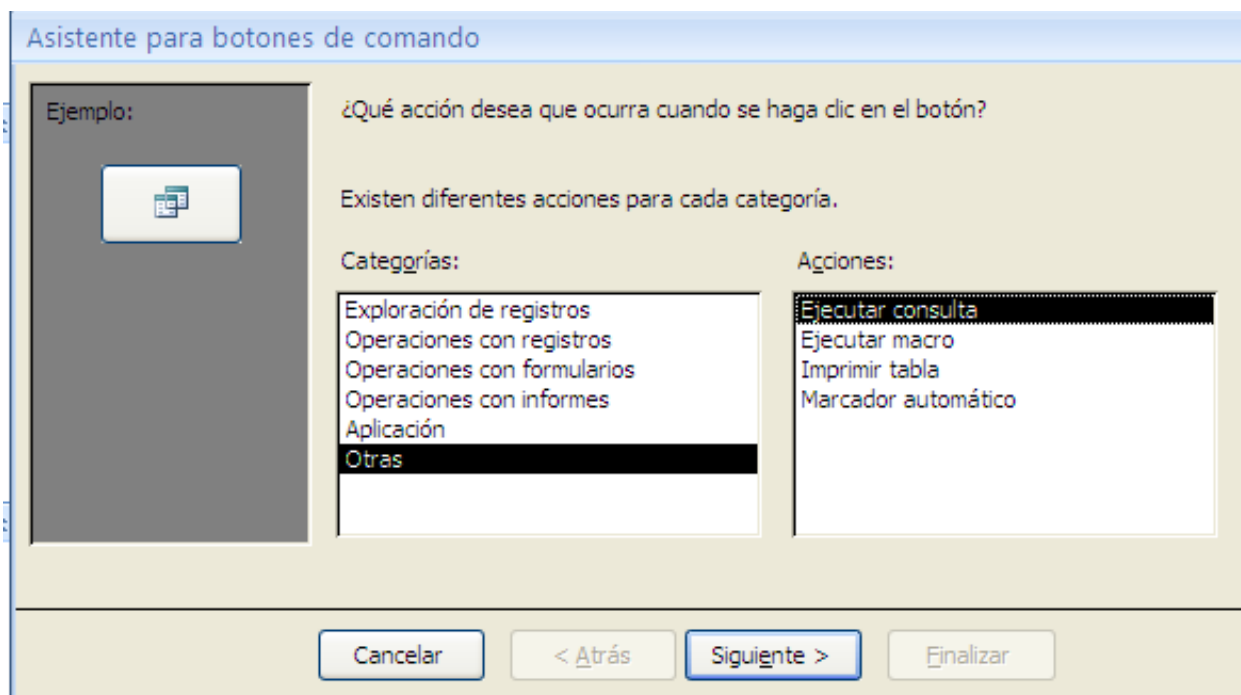 Asistente para botones de comando
Ejemplo:
¿Qué acción desea que ocurra cuando se haga clic en el botón?
Existen diferentes acciones para cada categoría.
Categorías:
Exploración de registros
Operaciones con registros
Operaciones con formularios
Operaciones con informes
Aplicación
Otras
Acciones:
Ejecutar consulta
Ejecutar macro
Imprimir tabla
Marcador automático
Cancelar
< Atrás
Siguiente >
Finalizar